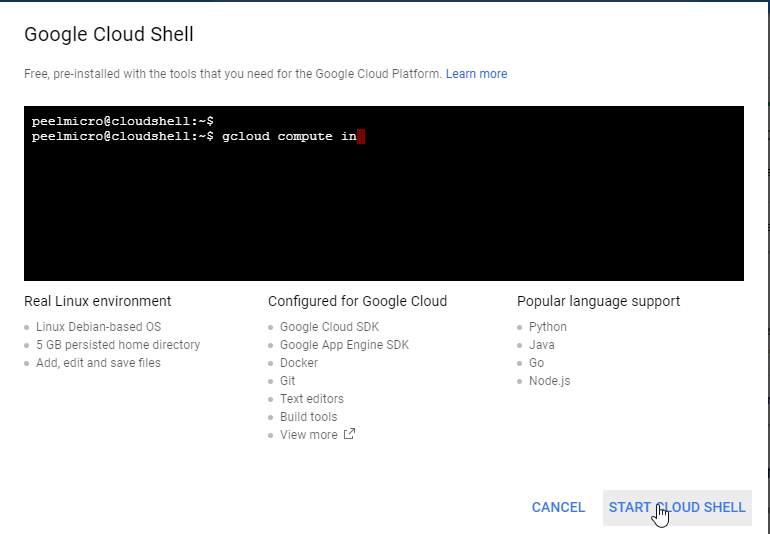 Google Cloud Shell
Free, pre-installed with the tools that you need for the Google Cloud Platform. Learn more
peelmicro@cloudshell:~$
peelmicro@cloudshell:~$ gcloud compute in
Real Linux environment
Linux Debian-based OS
5 GB persisted home directory
Add, edit and save files
Configured for Google Cloud
Google Cloud SDK
Google App Engine SDK
Docker
Git
Text editors
Build tools
View more
Popular language support
Python
Java
Go
Node.js
CANCEL
START CLOUD SHELL